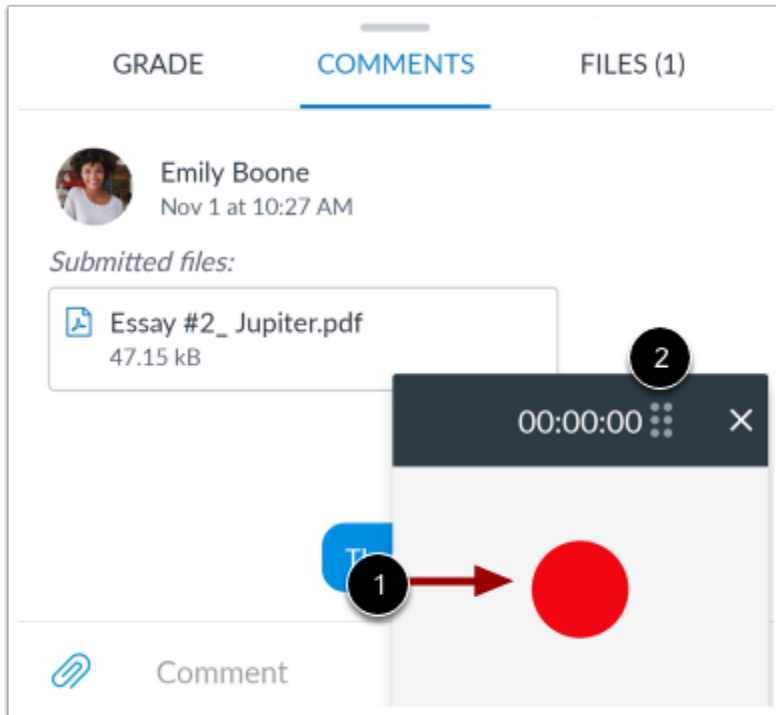 GRADE COMMENTS FILES (1)
Emily Boone
Nov 1 at 10:27 AM
Submitted files:
Essay #2_ Jupiter.pdf
47.15 kB
2
00:00:00
1
Comment